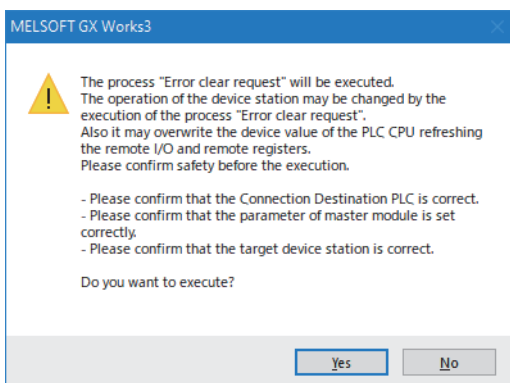 MELSOFT GX Works3
The process "Error clear request" will be executed.
The operation of the device station may be changed by the
execution of the process "Error clear request".
Also it may overwrite the device value of the PLC CPU refreshing
the remote I/O and remote registers.
Please confirm safety before the execution.
- Please confirm that the Connection Destination PLC is correct.
- Please confirm that the parameter of master module is set
correctly.
- Please confirm that the target device station is correct.
Do you want to execute?
Yes No